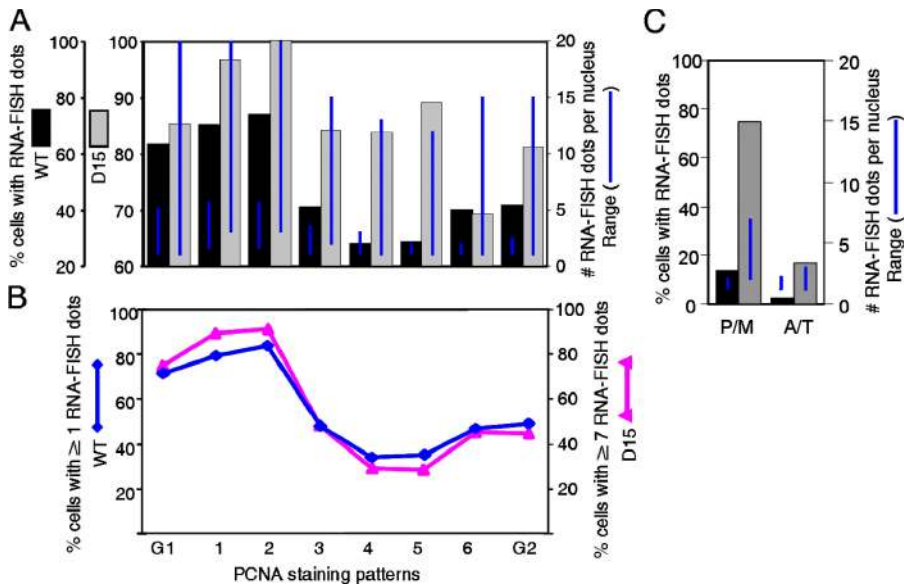 A
% cells with RNA-FISH dots
WT
100
80
60
40
20
D15
100
90
80
70
60
20
15
10
5
0
# RNA-FISH dots per nucleus
Range ( )
B
% cells with ≥ 1 RNA-FISH dots
WT
100
80
60
40
20
100
80
60
40
20
% cells with ≥ 7 RNA-FISH dots
D15
G1 1 2 3 4 5 6 G2
PCNA staining patterns
C
% cells with RNA-FISH dots
100
80
60
40
20
0
20
15
10
5
0
# RNA-FISH dots per nucleus
Range ( )
P/M A/T